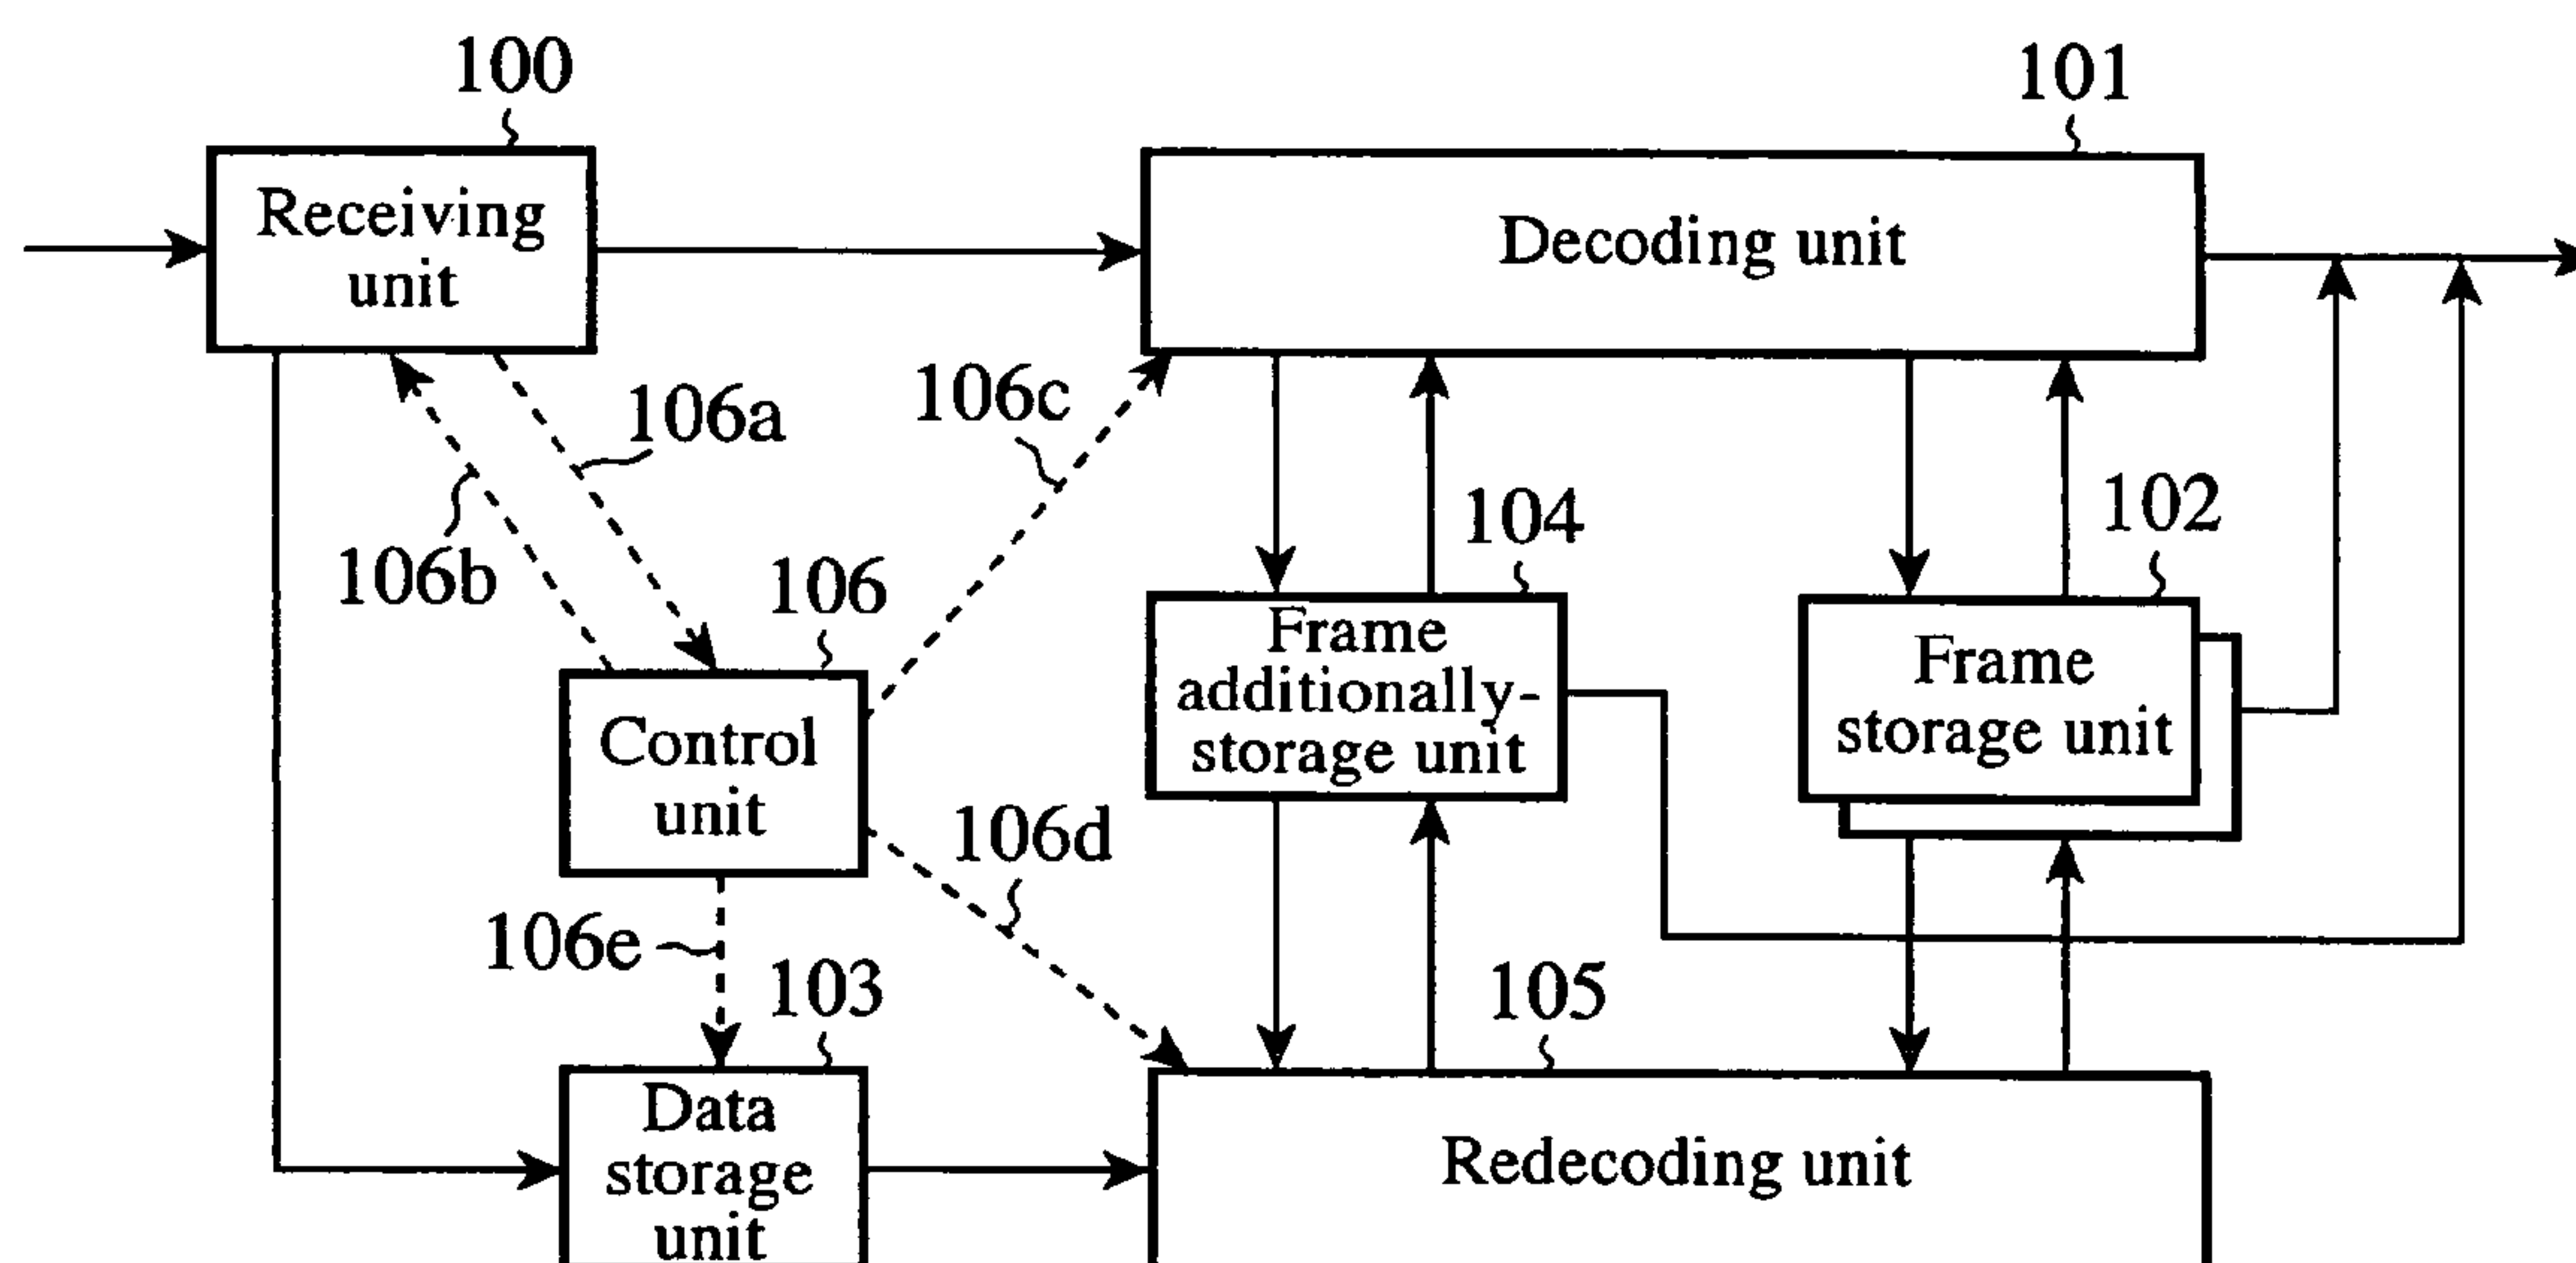 100
101
Receiving
unit
Decoding unit
106a
106c
106b
106
104
102
Frame
additionally-
storage unit
Frame
storage unit
Control
unit
106d
106e
103
105
Data
storage
unit
Redecoding unit